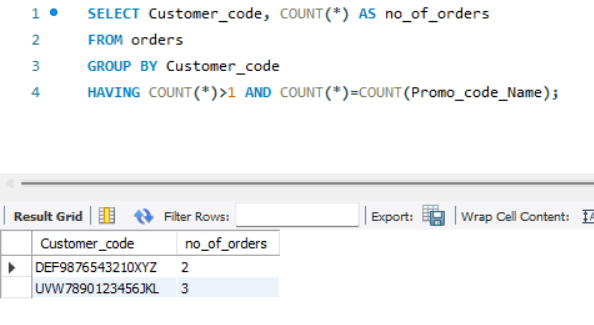 1 SELECT Customer_code, COUNT(*) AS no_of_orders
2 FROM orders
3 GROUP BY Customer_code
4 HAVING COUNT(*)>1 AND COUNT(*)=COUNT(Promo_code_Name);
Result Grid Filter Rows: Export: Wrap Cell Content:
Customer_code no_of_orders
DEF9876543210XYZ 2
UVW7890123456JKL 3